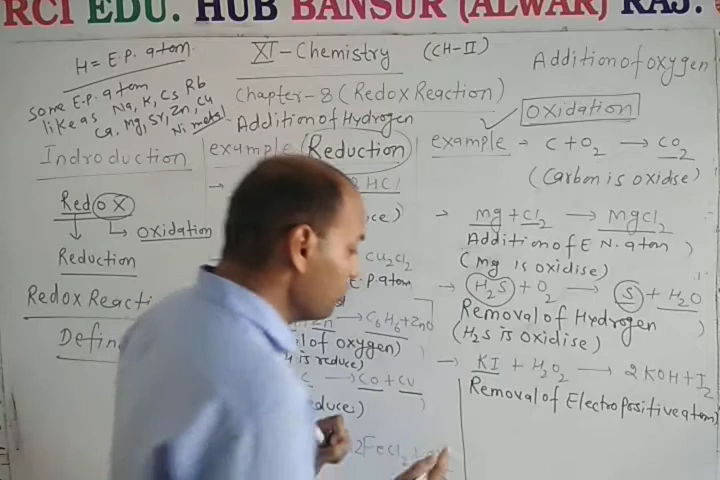 RCI EDU. HUB BANSUR (ALWAR) RAJ.
H = E.P. atom
some E.P. atom
like as Na, K, Cs Rb
Ca, Mg, Sr, Zn, Cu
Ni metal
XI-Chemistry (CH-II)
Chapter-8 (Redox Reaction)
Indroduction
Redox
Oxidation
Reduction
Redox Reacti
Defin
Addition of Hydrogen
example (Reduction)
→ HCl
Cu2Cl2
E.P. atom
Zn → C6H6 + ZnO
of oxygen)
is reduce)
→ CO + Cu
educe)
2FeCl2
Addition of oxygen
Oxidation
example → C + O2 → CO2
(Carbon is oxidse)
→ mg + Cl2 → MgCl2
Addition of E N. atom )
(Mg is oxidise)
→ H2S + O2 → S + H2O
Removal of Hydrogen
(H2S is Oxidise)
→ KI + H2O2 → 2KOH + I2
Removal of Electropositive atom)